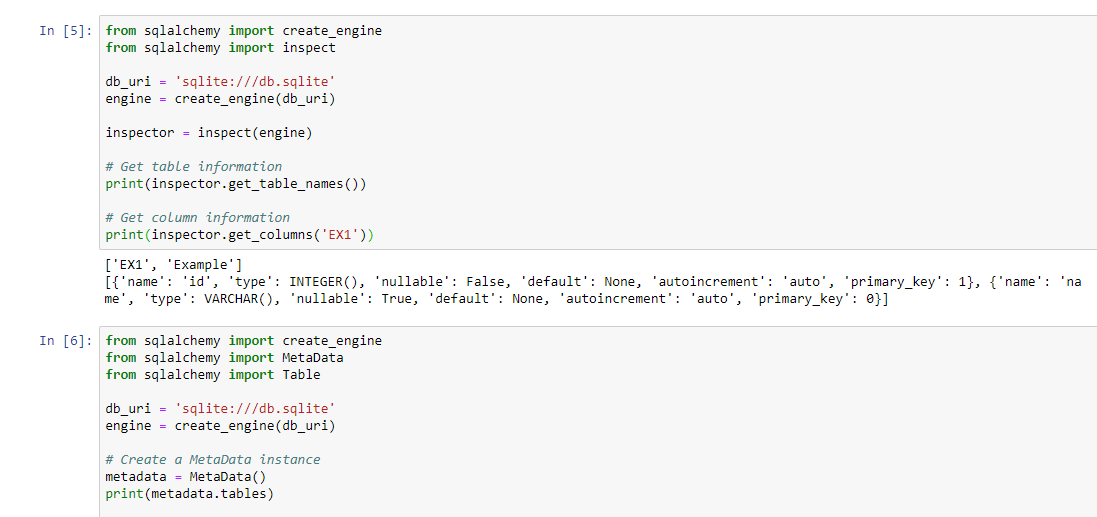 In [5]: from sqlalchemy import create_engine
from sqlalchemy import inspect
db_uri = 'sqlite:///db.sqlite'
engine = create_engine(db_uri)
inspector = inspect(engine)
# Get table information
print(inspector.get_table_names())
# Get column information
print(inspector.get_columns('EX1'))
['EX1', 'Example']
[{'name': 'id', 'type': INTEGER(), 'nullable': False, 'default': None, 'autoincrement': 'auto', 'primary_key': 1}, {'name': 'na
me', 'type': VARCHAR(), 'nullable': True, 'default': None, 'autoincrement': 'auto', 'primary_key': 0}]
In [6]: from sqlalchemy import create_engine
from sqlalchemy import MetaData
from sqlalchemy import Table
db_uri = 'sqlite:///db.sqlite'
engine = create_engine(db_uri)
# Create a MetaData instance
metadata = MetaData()
print(metadata.tables)